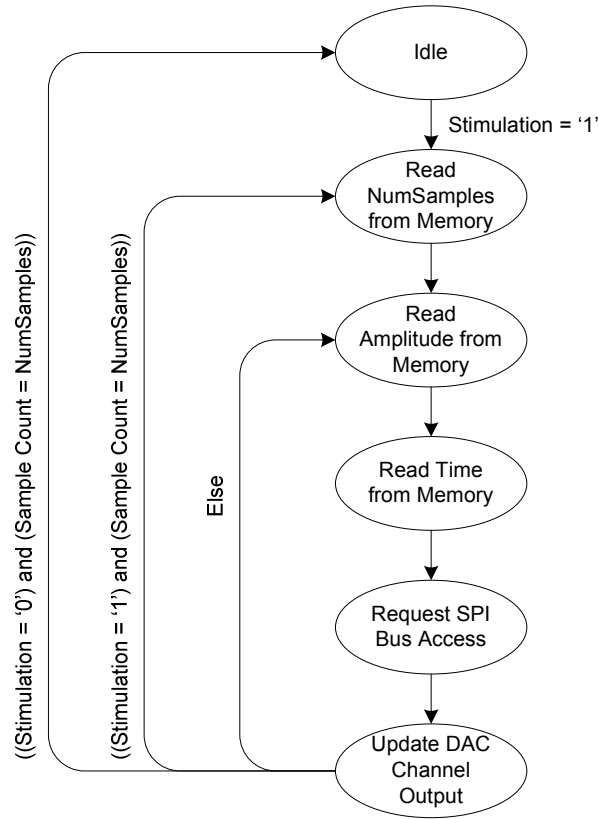 Idle
Stimulation = ‘1’
Read
NumSamples
from Memory
Read
Amplitude from
Memory
Read Time
from Memory
Request SPI
Bus Access
Update DAC
Channel
Output
((Stimulation = ‘0’) and (Sample Count = NumSamples))
((Stimulation = ‘1’) and (Sample Count = NumSamples))
Else